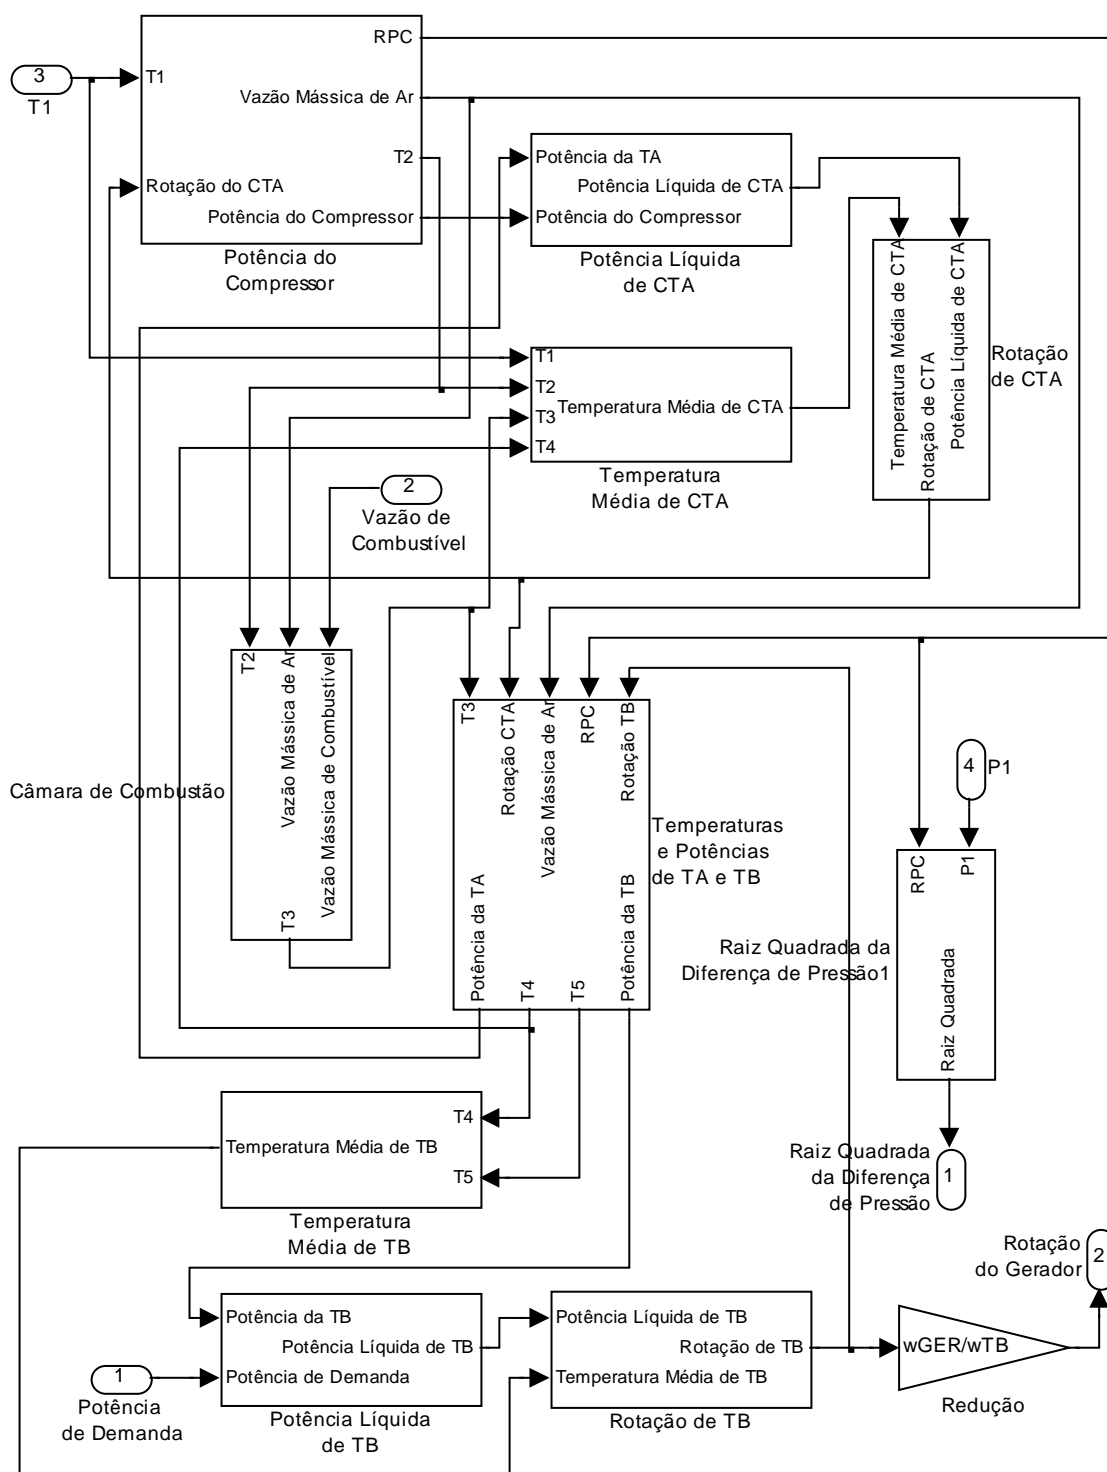 RPC
3
T1
T1
Vazão Mássica de Ar
T2
Rotação do CTA
Potência do Compressor
Potência do
Compressor
Potência da TA
Potência Líquida de CTA
Potência do Compressor
Potência Líquida
de CTA
Temperatura Média de CTA
Rotação de CTA
Potência Líquida de CTA
Rotação
de CTA
T1
T2
Temperatura Média de CTA
T3
T4
Temperatura
Média de CTA
2
Vazão de
Combustível
T2
Vazão Mássica de Ar
Vazão Mássica de Combustível
T3
Câmara de Combustão
T3
Rotação CTA
Vazão Mássica de Ar
RPC
Rotação TB
Potência da TA
T4
T5
Potência da TB
Temperaturas
e Potências
de TA e TB
4
P1
RPC
P1
Raiz Quadrada
Raiz Quadrada da
Diferença de Pressão1
Raiz Quadrada
da Diferença
de Pressão
1
T4
Temperatura Média de TB
T5
Temperatura
Média de TB
Rotação
do Gerador
2
Potência da TB
Potência Líquida de TB
Potência de Demanda
Potência Líquida
de TB
1
Potência
de Demanda
Potência Líquida de TB
Rotação de TB
Temperatura Média de TB
Rotação de TB
wGER/wTB
Redução